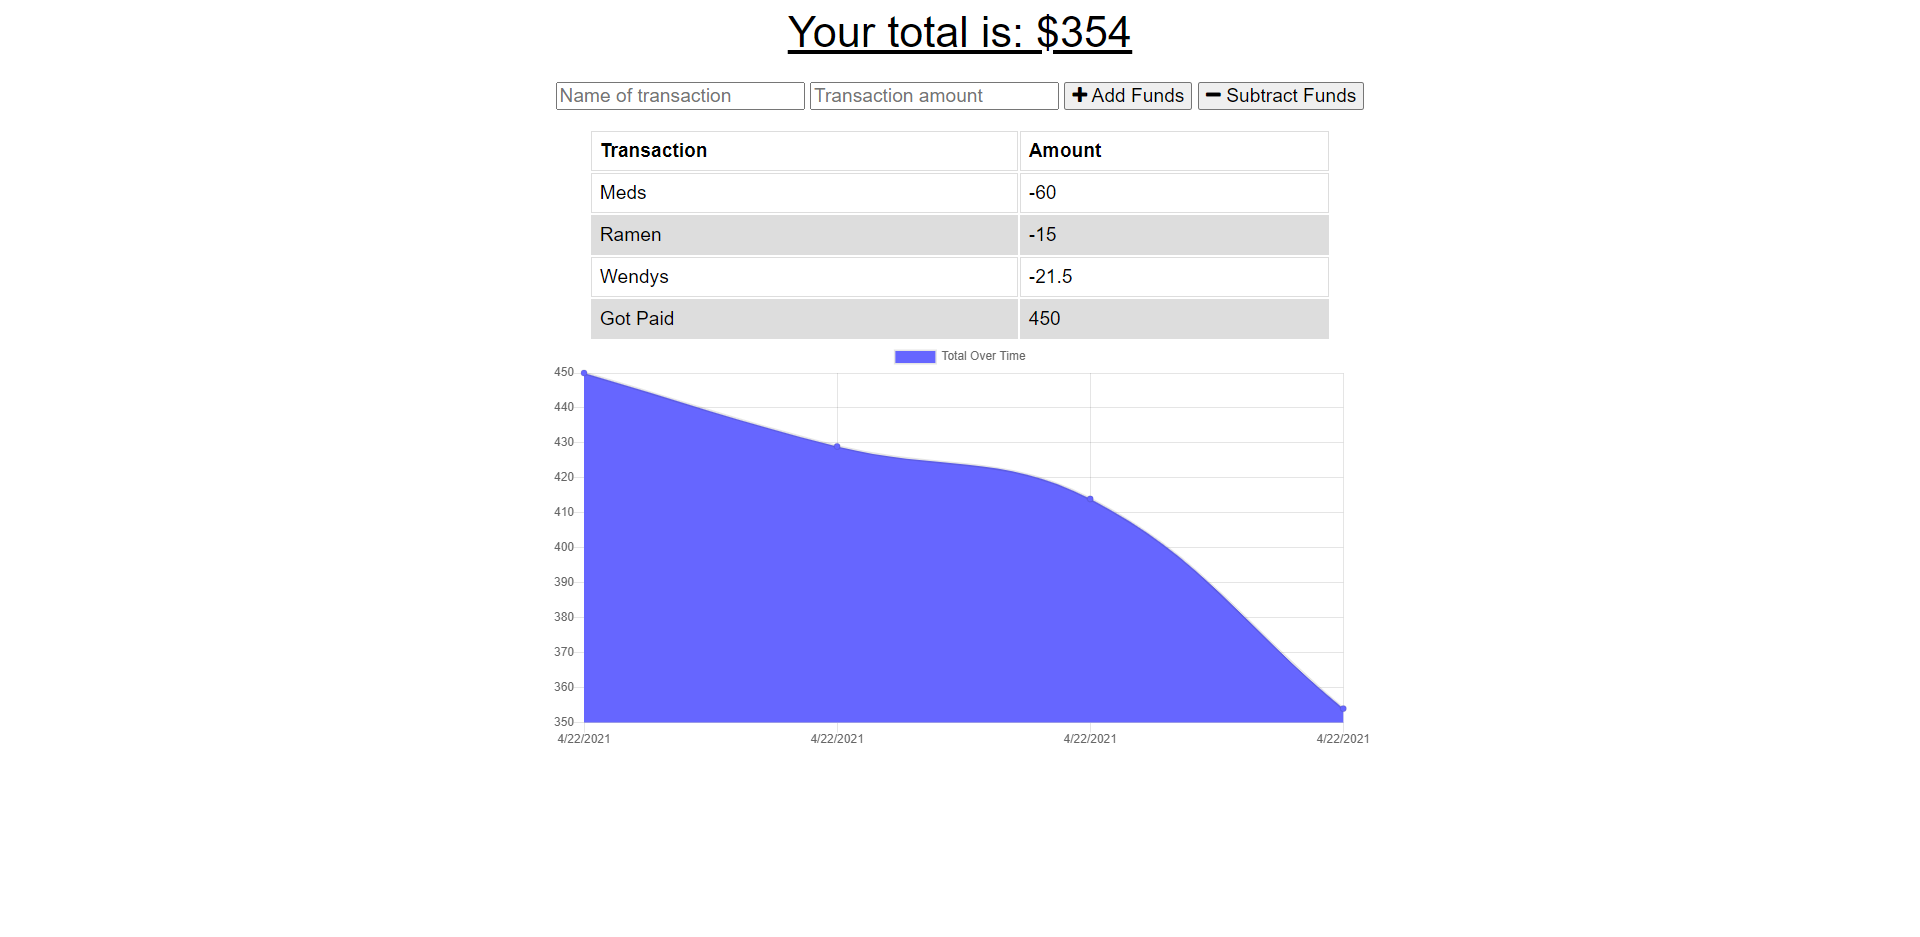 Your total is: $354
Name of transaction Transaction amount Add Funds Subtract Funds
Transaction Amount
Meds -60
Ramen -15
Wendys -21.5
Got Paid 450
Total Over Time
450
440
430
420
410
400
390
380
370
360
350
4/22/2021 4/22/2021 4/22/2021 4/22/2021